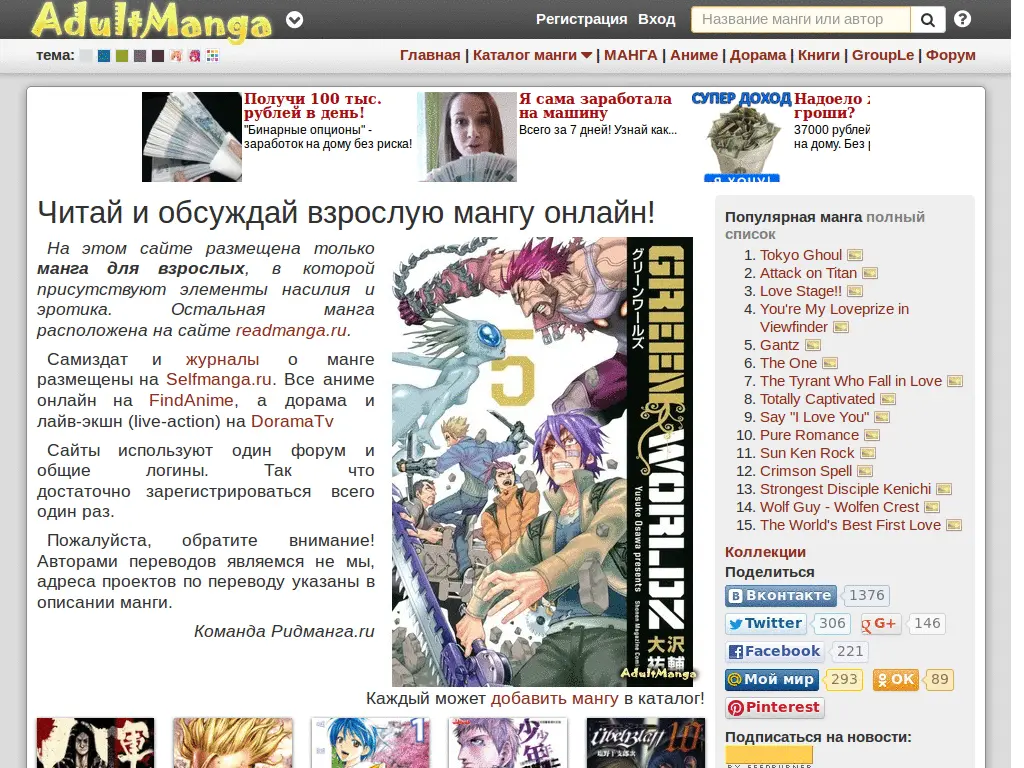 AdultManga
Регистрация Вход Название манги или автор
тема:
Главная | Каталог манги | МАНГА | Аниме | Дорама | Книги | GroupLe | Форум
Получи 100 тыс.
рублей в день!
"Бинарные опционы" -
заработок на дому без риска!
Я сама заработала
на машину
Всего за 7 дней! Узнай как...
СУПЕР ДОХОД
Я ХОЧУ!
Надоело
гроши?
37000 рублей
на дому. Без
Читай и обсуждай взрослую мангу онлайн!
На этом сайте размещена только
манга для взрослых, в которой
присутствуют элементы насилия и
эротика. Остальная манга
расположена на сайте readmanga.ru.
Самиздат и журналы о манге
размещены на Selfmanga.ru. Все аниме
онлайн на FindAnime, а дорама и
лайв-экшн (live-action) на DoramaTv
Сайты используют один форум и
общие логины. Так что
достаточно зарегистрироваться всего
один раз.
Пожалуйста, обратите внимание!
Авторами переводов являемся не мы,
адреса проектов по переводу указаны в
описании манги.
Команда Ридманга.ru
グリーンワールズ
GREEN WORLDZ
5
Yusuke Osawa presents
Shonen Magazine Comics
大沢祐輔
AdultManga
Каждый может добавить мангу в каталог!
1
少年
Übel Blatt 10
Популярная манга полный
список
1. Tokyo Ghoul
2. Attack on Titan
3. Love Stage!!
4. You're My Loveprize in
Viewfinder
5. Gantz
6. The One
7. The Tyrant Who Fall in Love
8. Totally Captivated
9. Say "I Love You"
10. Pure Romance
11. Sun Ken Rock
12. Crimson Spell
13. Strongest Disciple Kenichi
14. Wolf Guy - Wolfen Crest
15. The World's Best First Love
Коллекции
Поделиться
В Вконтакте 1376
Twitter 306 g G+ 146
Facebook 221
@ Мой мир 293 OK 89
Pinterest
Подписаться на новости:
BY FEEDBURNER